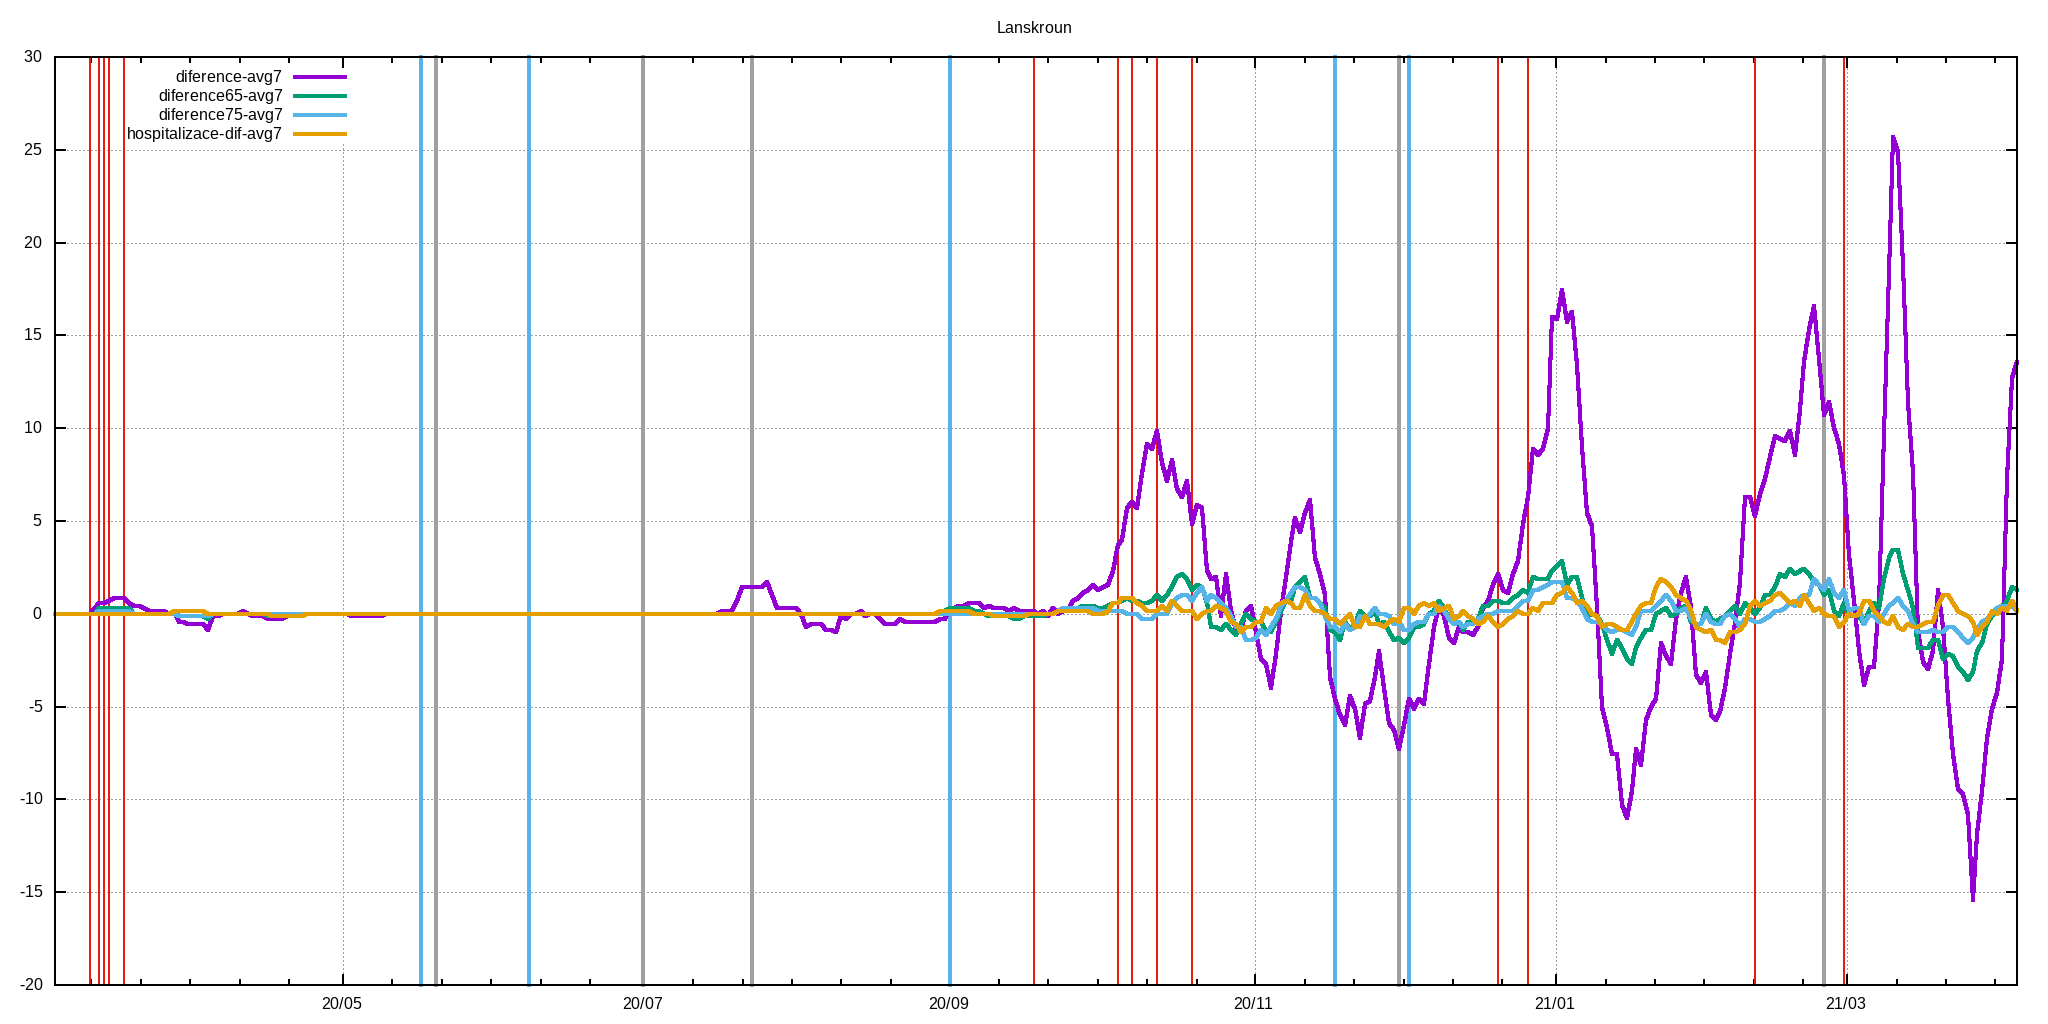 Lanskroun
30
diference-avg7
diference65-avg7
diference75-avg7
hospitalizace-dif-avg7
25
20
15
10
5
0
-5
-10
-15
-20
20/05 20/07 20/09 20/11 21/01 21/03